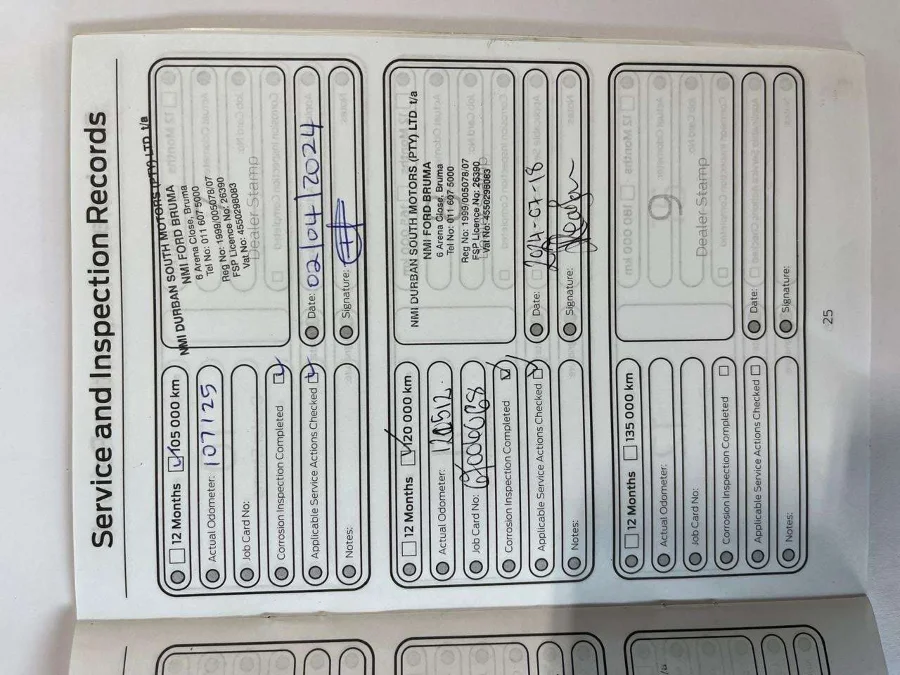 Service and Inspection Records
12 Months 105 000 km
Actual Odometer: 107125
Job Card No:
Corrosion Inspection Completed
Applicable Service Actions Checked
Notes:
NMI DURBAN SOUTH MOTORS (PTY) LTD t/a
NMI FORD BRUMA
6 Arena Close, Bruma
Tel No: 011 607 5000
Reg No: 1999/005078/07
FSP Licence No: 26390
Vat No: 4550298083
Dealer Stamp
Date: 02/04/2024
Signature:
12 Months 120 000 km
Actual Odometer: 120512
Job Card No:
Corrosion Inspection Completed
Applicable Service Actions Checked
Notes:
NMI DURBAN SOUTH MOTORS (PTY) LTD t/a
NMI FORD BRUMA
6 Arena Close, Bruma
Tel No: 011 607 5000
Reg No: 1999/005078/07
FSP Licence No: 26390
Vat No: 4550298083
Date: 2024-07-18
Signature:
12 Months 135 000 km
Actual Odometer:
Job Card No:
Corrosion Inspection Completed
Applicable Service Actions Checked
Notes:
9
Dealer Stamp
Date:
Signature:
25